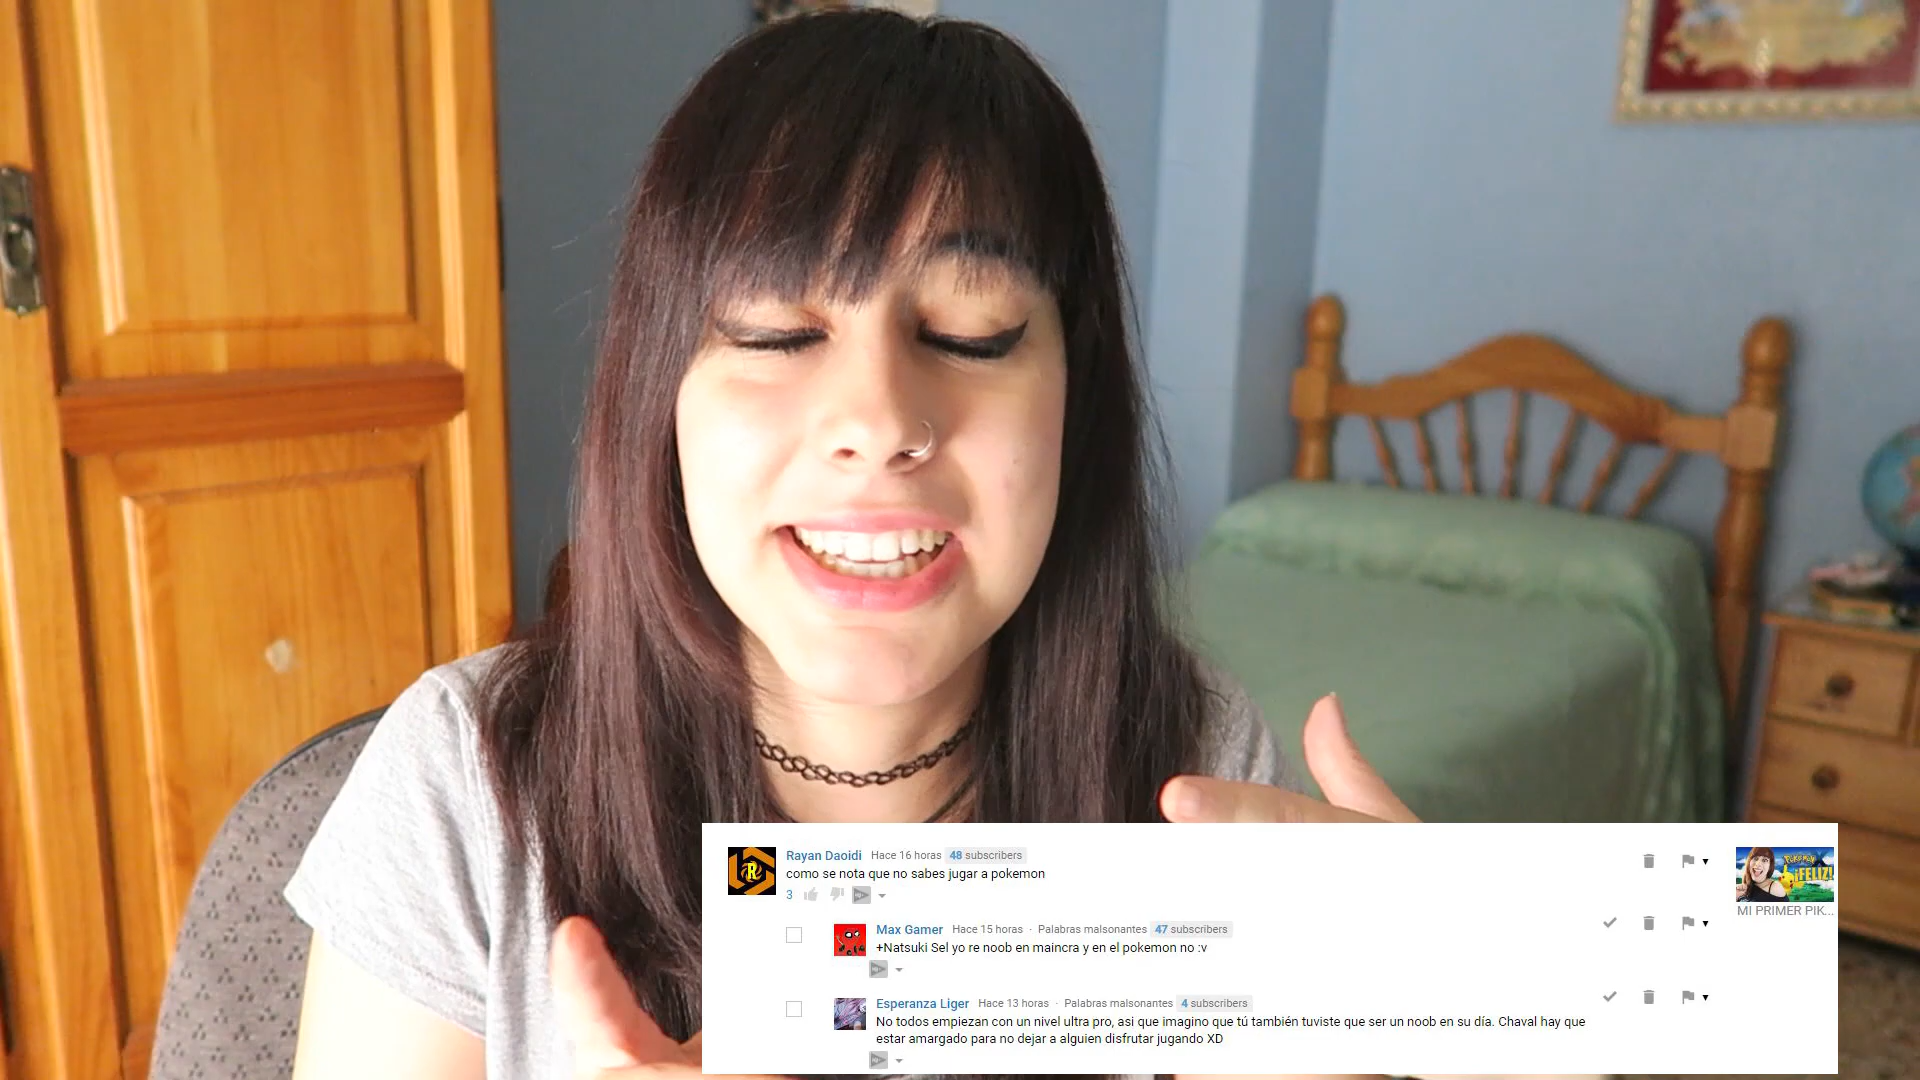 Rayan Daoidi Hace 16 horas 48 subscribers
como se nota que no sabes jugar a pokemon
3
Pokémon
¡FELIZ!
MI PRIMER PIK...
Max Gamer Hace 15 horas · Palabras malsonantes 47 subscribers
+Natsuki Sel yo re noob en maincra y en el pokemon no :v
Esperanza Liger Hace 13 horas · Palabras malsonantes 4 subscribers
No todos empiezan con un nivel ultra pro, asi que imagino que tú también tuviste que ser un noob en su día. Chaval hay que
estar amargado para no dejar a alguien disfrutar jugando XD